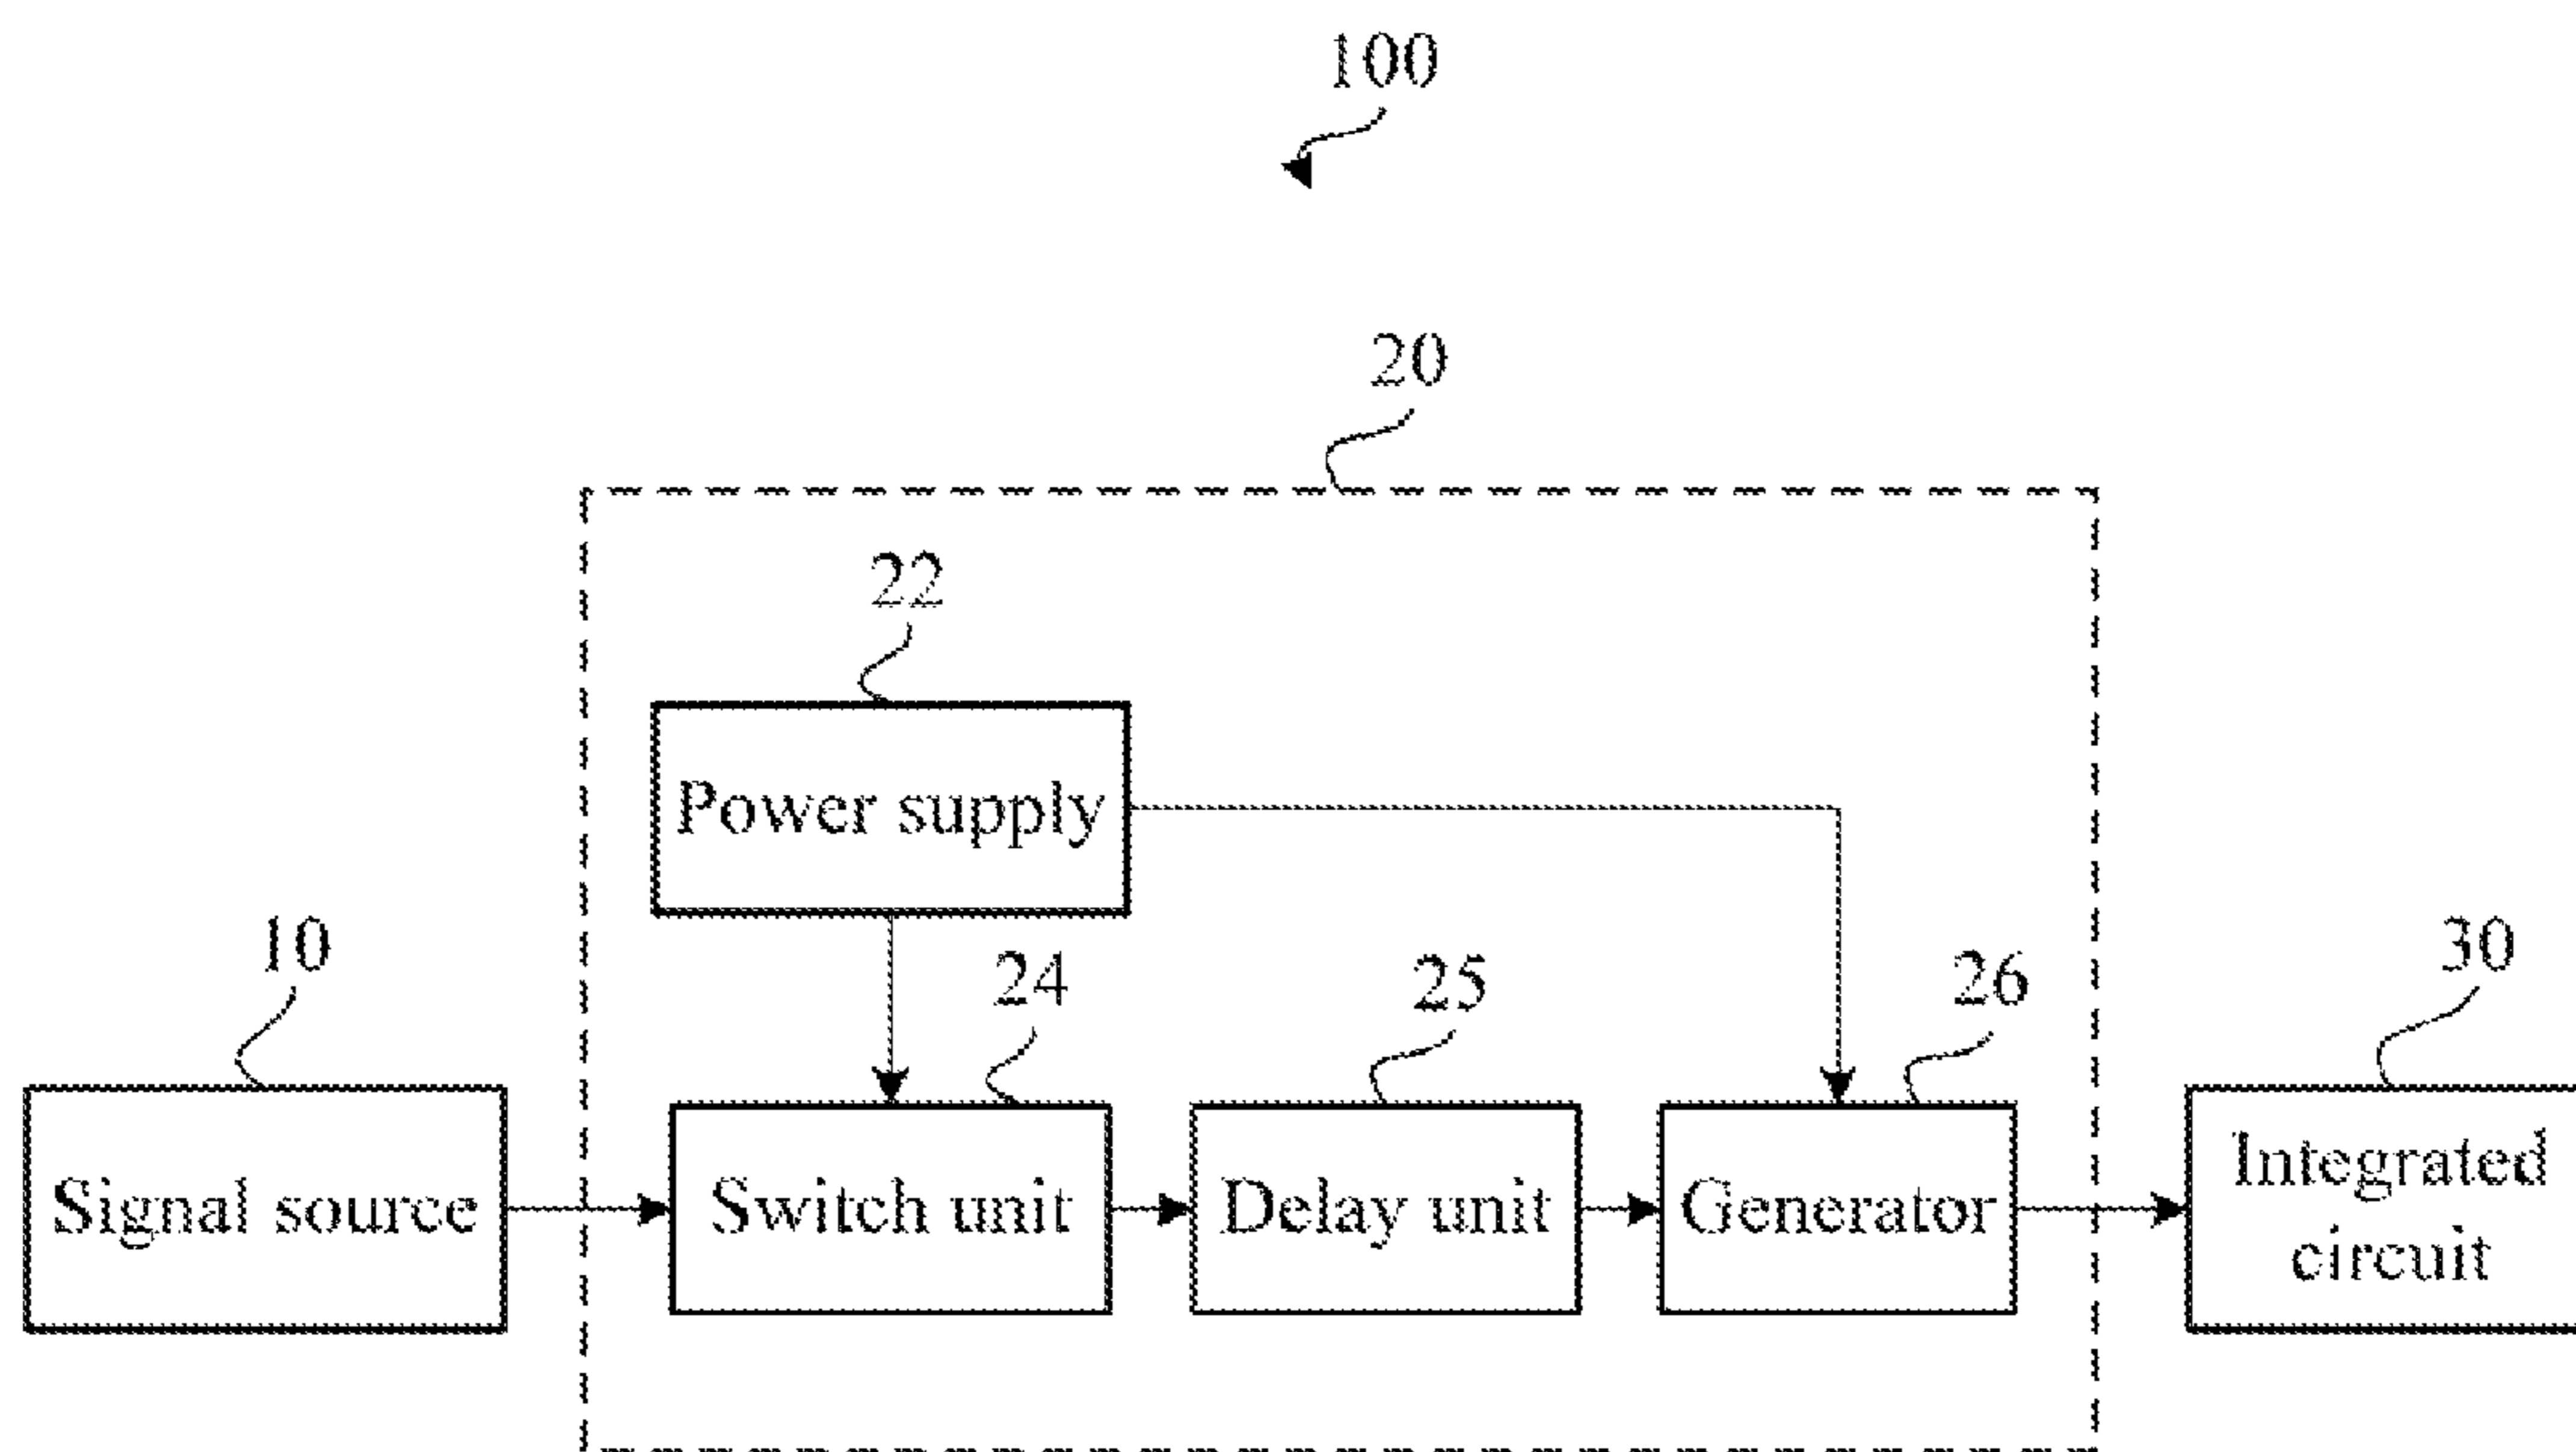 100
20
22
Power supply
10
24
25
26
30
Signal source
Switch unit
Delay unit
Generator
Integrated
circuit